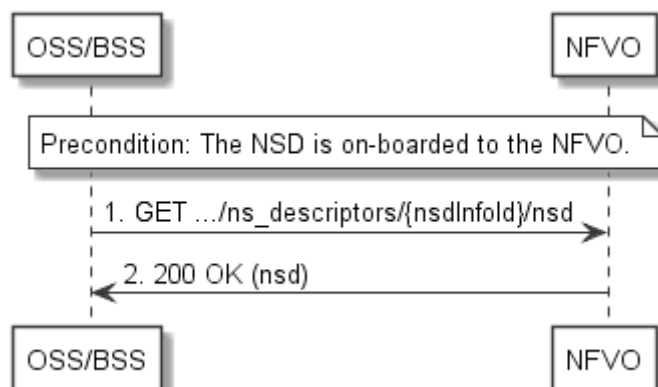 OSS/BSS
NFVO
Precondition: The NSD is on-boarded to the NFVO.
1. GET .../ns_descriptors/{nsdInfoId}/nsd
2. 200 OK (nsd)
OSS/BSS
NFVO